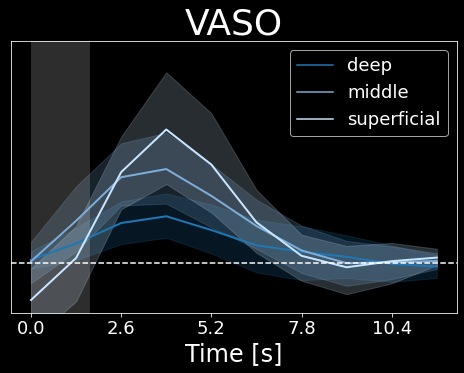 VASO
deep
middle
superficial
0.0 2.6 5.2 7.8 10.4
Time [s]